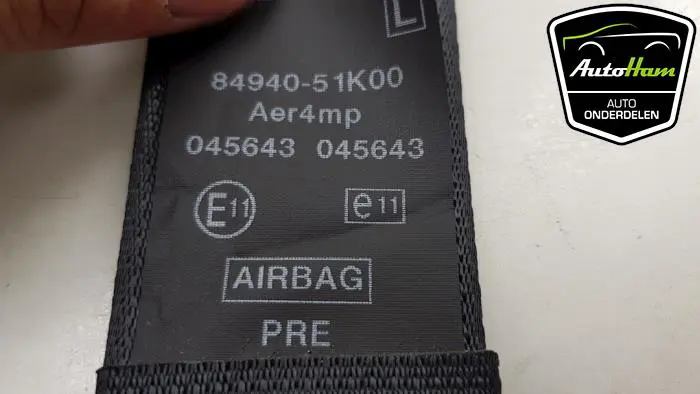 L
84940-51K00
Aer4mp
045643 045643
E11
e11
AIRBAG
PRE
AutoHam
AUTO
ONDERDELEN